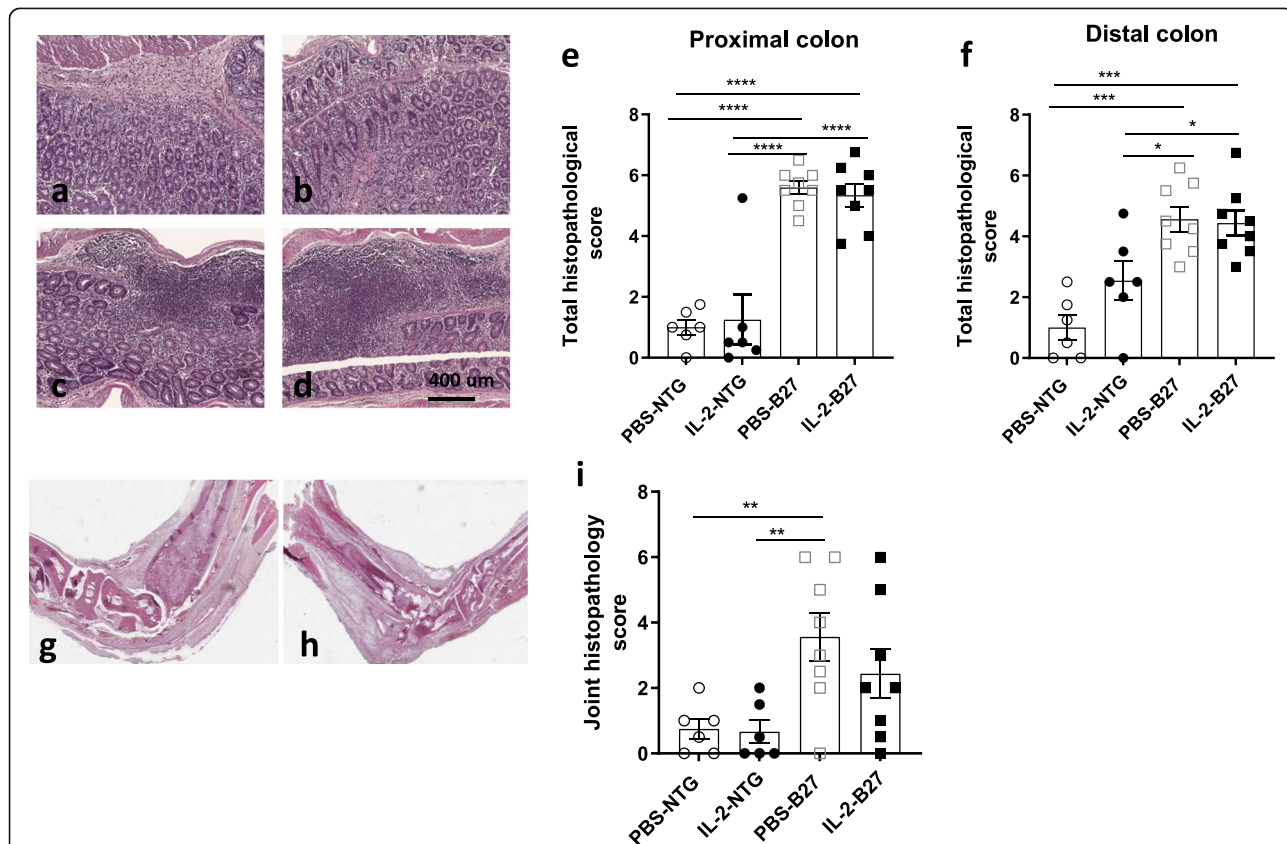 a
b
c
d
400 um
e
Proximal colon
****
****
****
****
Total histopathological
score
8
6
4
2
0
PBS-NTG
IL-2-NTG
PBS-B27
IL-2-B27
f
Distal colon
***
***
*
*
Total histopathological
score
8
6
4
2
0
PBS-NTG
IL-2-NTG
PBS-B27
IL-2-B27
g
h
i
**
**
Joint histopathology
score
8
6
4
2
0
PBS-NTG
IL-2-NTG
PBS-B27
IL-2-B27